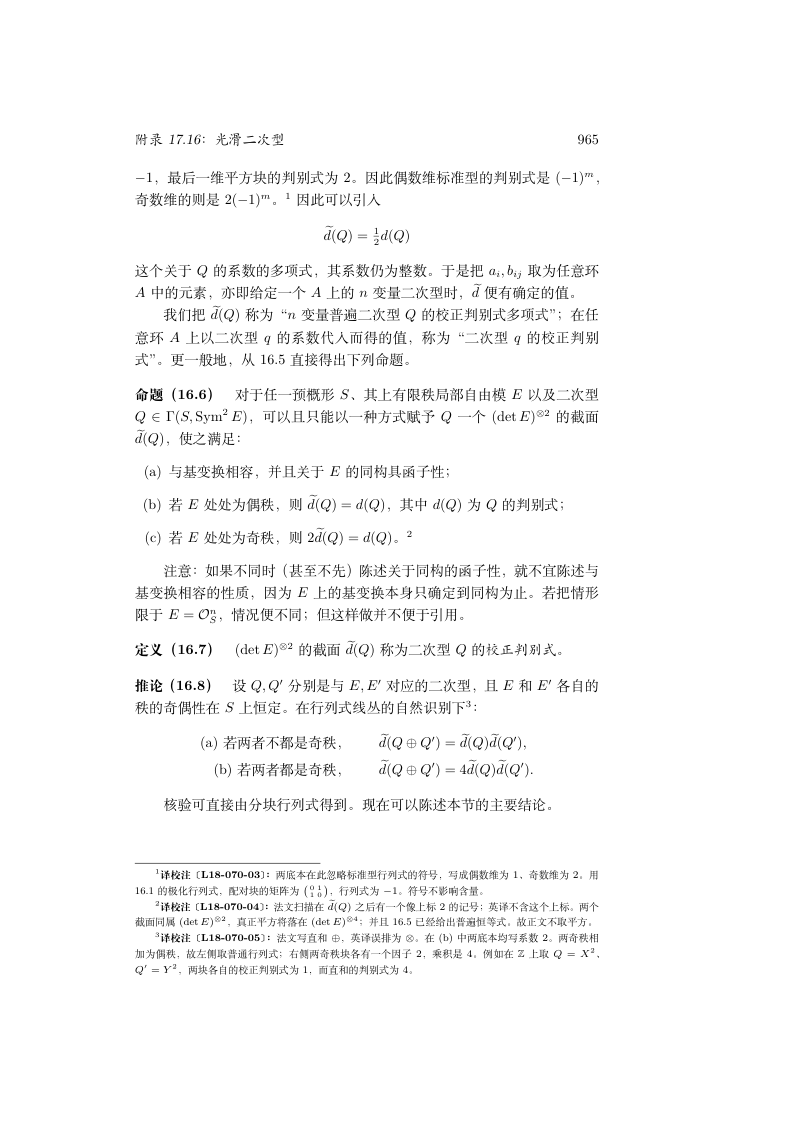 附录 17.16：光滑二次型 965
−1，最后一维平方块的判别式为 2。因此偶数维标准型的判别式是 (−1)^m，
奇数维的则是 2(−1)^m。^1 因此可以引入
d̃(Q) = ½d(Q)
这个关于 Q 的系数的多项式，其系数仍为整数。于是把 a_i, b_ij 取为任意环
A 中的元素，亦即给定一个 A 上的 n 变量二次型时，d̃ 便有确定的值。
我们把 d̃(Q) 称为 “n 变量普遍二次型 Q 的校正判别式多项式”；在任
意环 A 上以二次型 q 的系数代入而得的值，称为 “二次型 q 的校正判别
式”。更一般地，从 16.5 直接得出下列命题。
命题（16.6） 对于任一预概形 S、其上有限秩局部自由模 E 以及二次型
Q ∈ Γ(S, Sym² E)，可以且只能以一种方式赋予 Q 一个 (det E)^⊗2 的截面
d̃(Q)，使之满足：
(a) 与基变换相容，并且关于 E 的同构具函子性；
(b) 若 E 处处为偶秩，则 d̃(Q) = d(Q)，其中 d(Q) 为 Q 的判别式；
(c) 若 E 处处为奇秩，则 2d̃(Q) = d(Q)。^2
注意：如果不同时（甚至不先）陈述关于同构的函子性，就不宜陈述与
基变换相容的性质，因为 E 上的基变换本身只确定到同构为止。若把情形
限于 E = O_S^n，情况便不同；但这样做并不便于引用。
定义（16.7） (det E)^⊗2 的截面 d̃(Q) 称为二次型 Q 的校正判别式。
推论（16.8） 设 Q, Q′ 分别是与 E, E′ 对应的二次型，且 E 和 E′ 各自的
秩的奇偶性在 S 上恒定。在行列式线丛的自然识别下^3：
(a) 若两者不都是奇秩， d̃(Q ⊕ Q′) = d̃(Q)d̃(Q′),
(b) 若两者都是奇秩， d̃(Q ⊕ Q′) = 4d̃(Q)d̃(Q′).
核验可直接由分块行列式得到。现在可以陈述本节的主要结论。
^1译校注〔L18-070-03〕：两底本在此忽略标准型行列式的符号，写成偶数维为 1、奇数维为 2。用
16.1 的极化行列式，配对块的矩阵为 (0 1 1 0)，行列式为 −1。符号不影响含量。
^2译校注〔L18-070-04〕：法文扫描在 d̃(Q) 之后有一个像上标 2 的记号；英译不含这个上标。两个
截面同属 (det E)^⊗2，真正平方将落在 (det E)^⊗4；并且 16.5 已经给出普遍恒等式。故正文不取平方。
^3译校注〔L18-070-05〕：法文写直和 ⊕，英译误排为 ⊗。在 (b) 中两底本均写系数 2。两奇秩相
加为偶秩，故左侧取普通行列式；右侧两奇秩块各有一个因子 2，乘积是 4。例如在 ℤ 上取 Q = X²、
Q′ = Y²，两块各自的校正判别式为 1，而直和的判别式为 4。